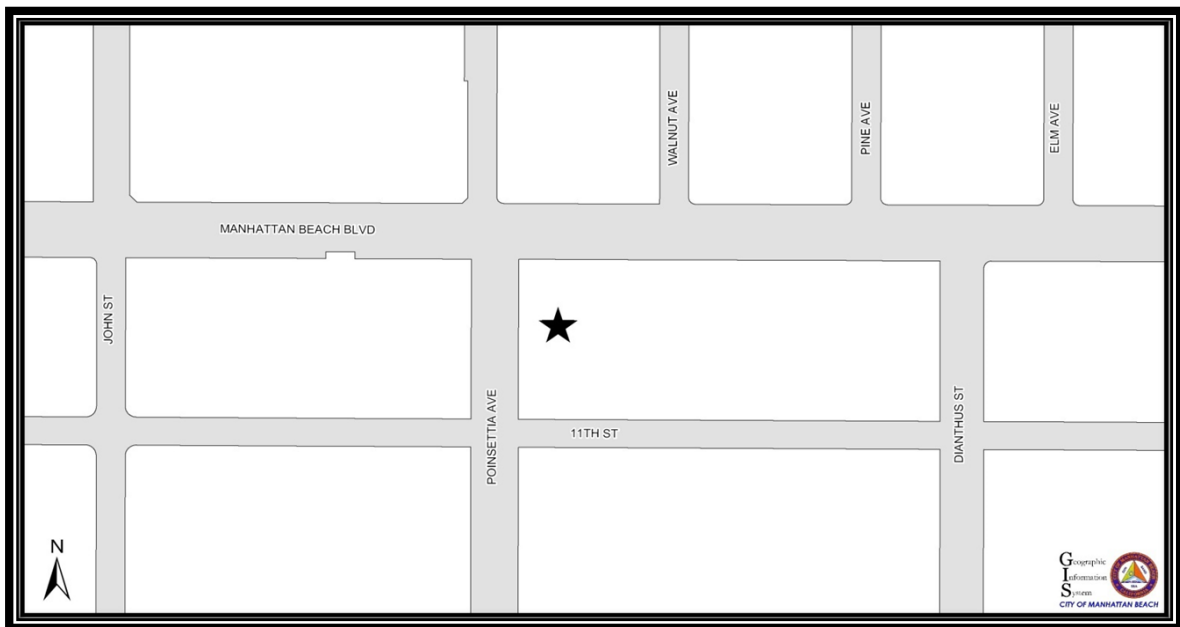 WALNUT AVE
PINE AVE
ELM AVE
MANHATTAN BEACH BLVD
JOHN ST
POINSETTIA AVE
11TH ST
DIANTHUS ST
N
Geographic
Information
System
CITY OF MANHATTAN BEACH